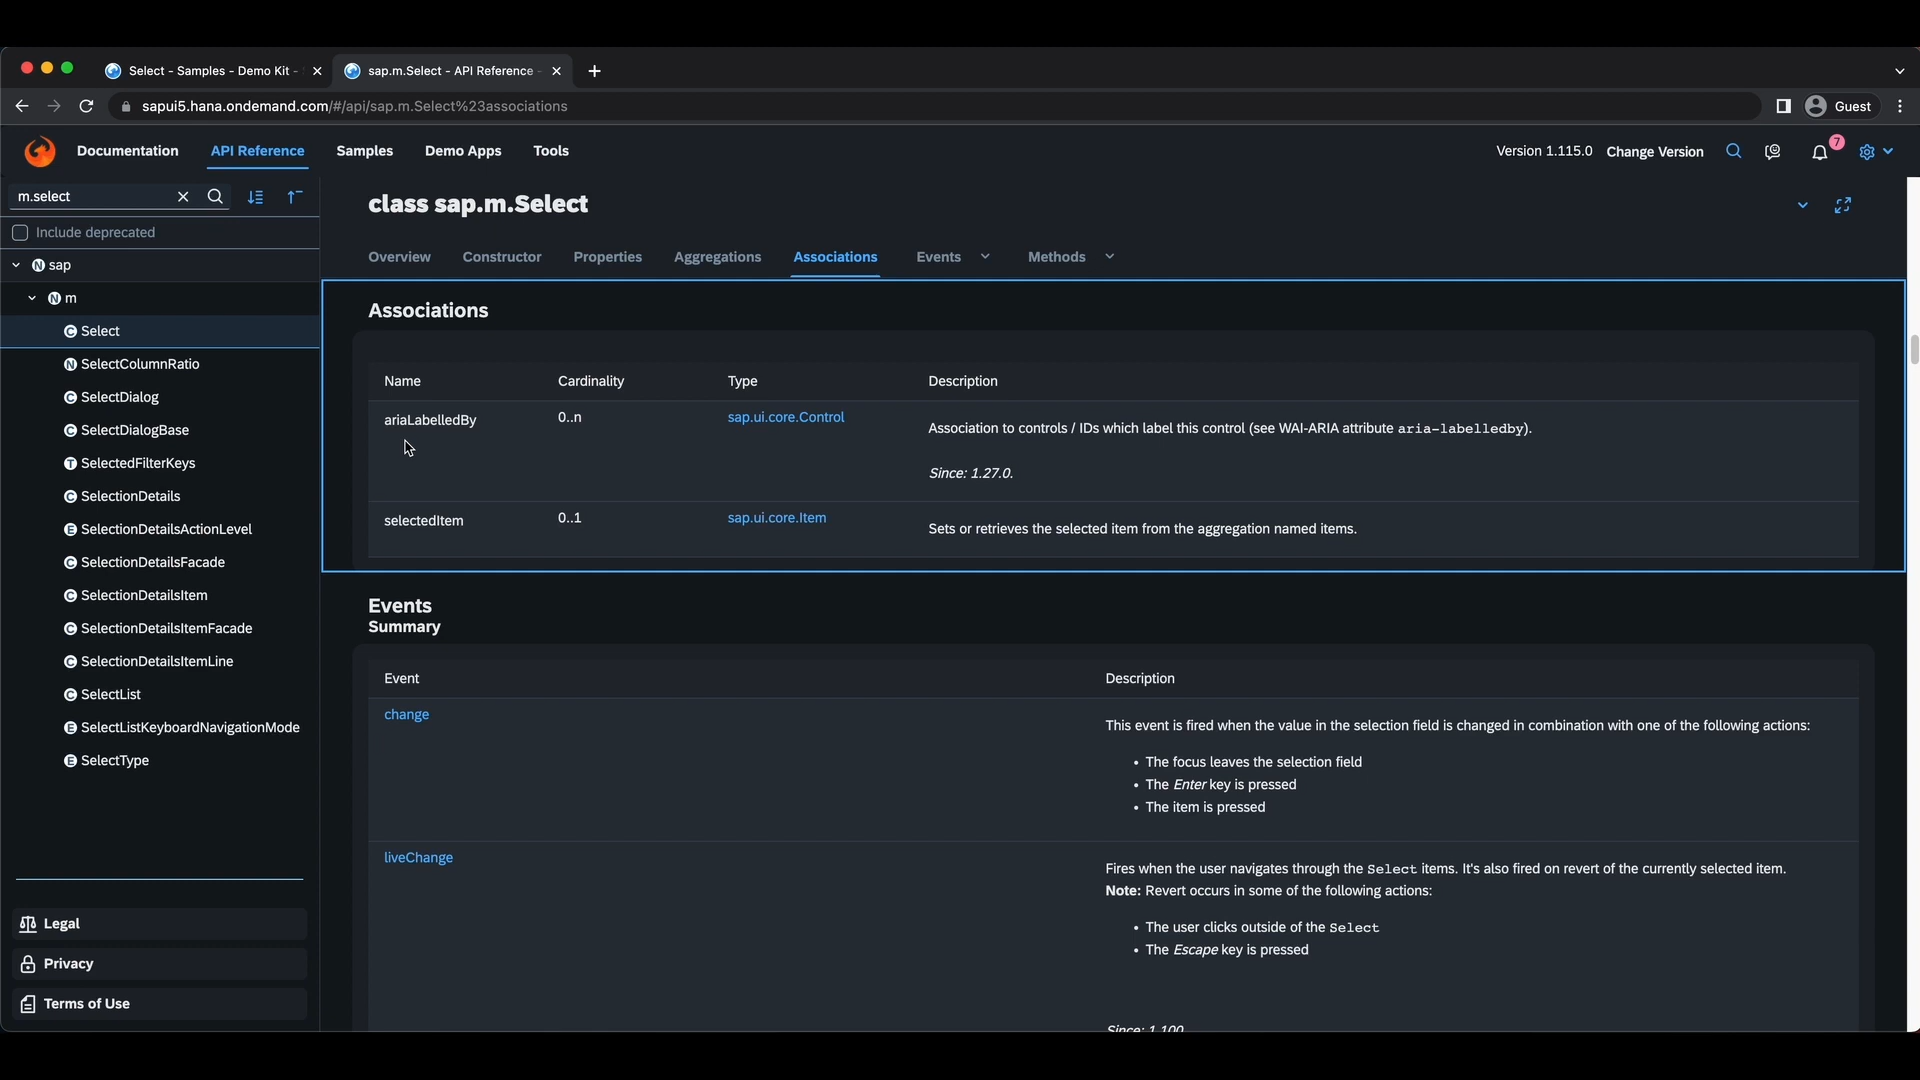 Select - Samples - Demo Kit -
sap.m.Select - API Reference -
sapui5.hana.ondemand.com/#/api/sap.m.Select%23associations
Guest
Documentation
API Reference
Samples
Demo Apps
Tools
Version 1.115.0
Change Version
7
m.select
Include deprecated
N sap
N m
C Select
N SelectColumnRatio
C SelectDialog
C SelectDialogBase
T SelectedFilterKeys
C SelectionDetails
E SelectionDetailsActionLevel
C SelectionDetailsFacade
C SelectionDetailsItem
C SelectionDetailsItemFacade
C SelectionDetailsItemLine
C SelectList
E SelectListKeyboardNavigationMode
E SelectType
Legal
Privacy
Terms of Use
class sap.m.Select
Overview
Constructor
Properties
Aggregations
Associations
Events
Methods
Associations
Name Cardinality Type Description
ariaLabelledBy 0..n sap.ui.core.Control Association to controls / IDs which label this control (see WAI-ARIA attribute aria-labelledby).
Since: 1.27.0.
selectedItem 0..1 sap.ui.core.Item Sets or retrieves the selected item from the aggregation named items.
Events
Summary
Event Description
change This event is fired when the value in the selection field is changed in combination with one of the following actions:
• The focus leaves the selection field
• The Enter key is pressed
• The item is pressed
liveChange Fires when the user navigates through the Select items. It's also fired on revert of the currently selected item.
Note: Revert occurs in some of the following actions:
• The user clicks outside of the Select
• The Escape key is pressed
Since: 1.100